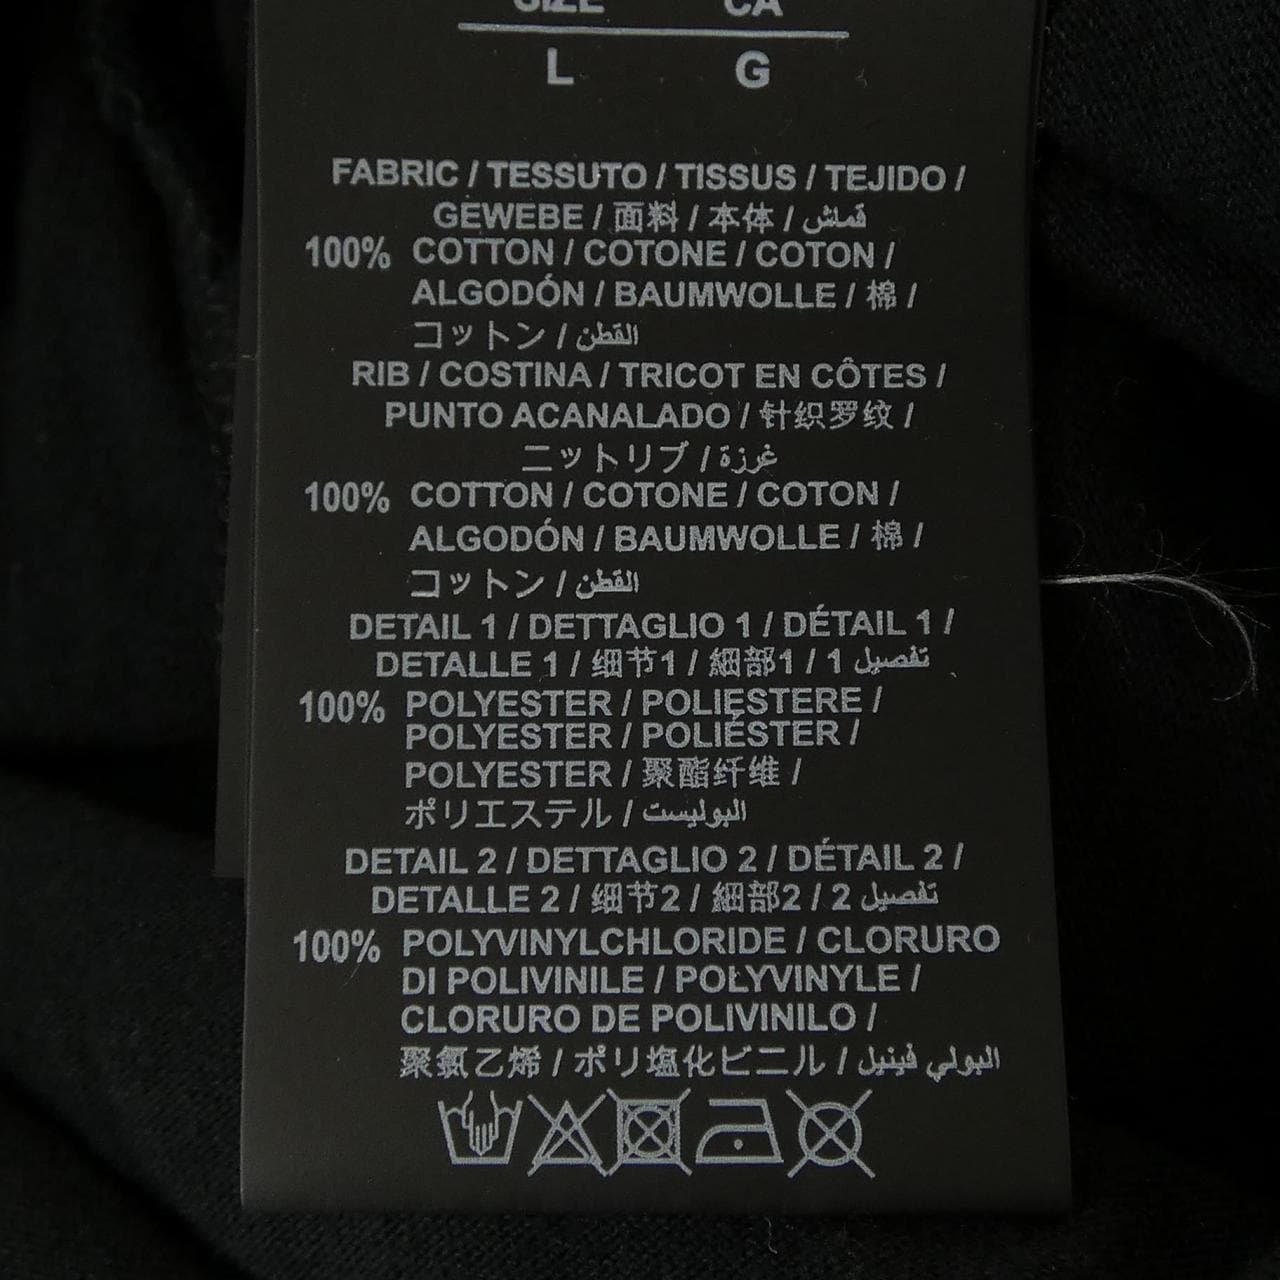 SIZE CA
L G
FABRIC / TESSUTO / TISSUS / TEJIDO /
GEWEBE / 面料 / 本体 / قماش
100% COTTON / COTONE / COTON /
ALGODÓN / BAUMWOLLE / 棉 /
コットン / القطن
RIB / COSTINA / TRICOT EN CÔTES /
PUNTO ACANALADO / 针织罗纹 /
ニットリブ / غرزة
100% COTTON / COTONE / COTON /
ALGODÓN / BAUMWOLLE / 棉 /
コットン / القطن
DETAIL 1 / DETTAGLIO 1 / DÉTAIL 1 /
DETALLE 1 / 细节1 / 細部1 / 1 تفصيل
100% POLYESTER / POLIESTERE /
POLYESTER / POLIÉSTER /
POLYESTER / 聚酯纤维 /
ポリエステル / البوليست
DETAIL 2 / DETTAGLIO 2 / DÉTAIL 2 /
DETALLE 2 / 细节2 / 細部2 / 2 تفصيل
100% POLYVINYLCHLORIDE / CLORURO
DI POLIVINILE / POLYVINYLE /
CLORURO DE POLIVINILO /
聚氯乙烯 / ポリ塩化ビニル / البولي فينيل